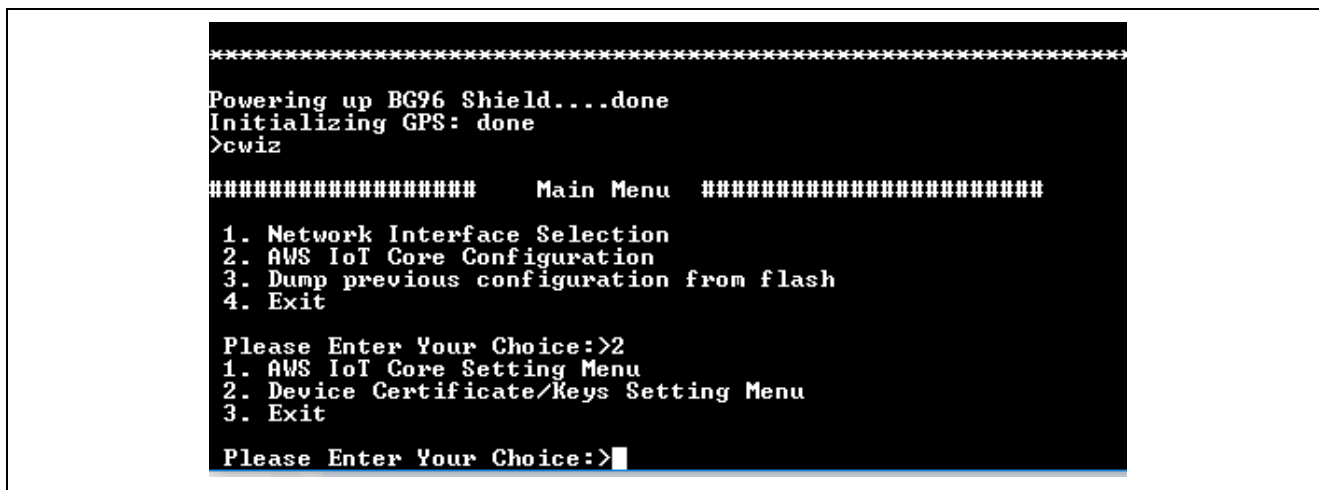 **************************************************************
Powering up BG96 Shield....done
Initializing GPS: done
>cwiz
################## Main Menu #######################
1. Network Interface Selection
2. AWS IoT Core Configuration
3. Dump previous configuration from flash
4. Exit
Please Enter Your Choice:>2
1. AWS IoT Core Setting Menu
2. Device Certificate/Keys Setting Menu
3. Exit
Please Enter Your Choice:>